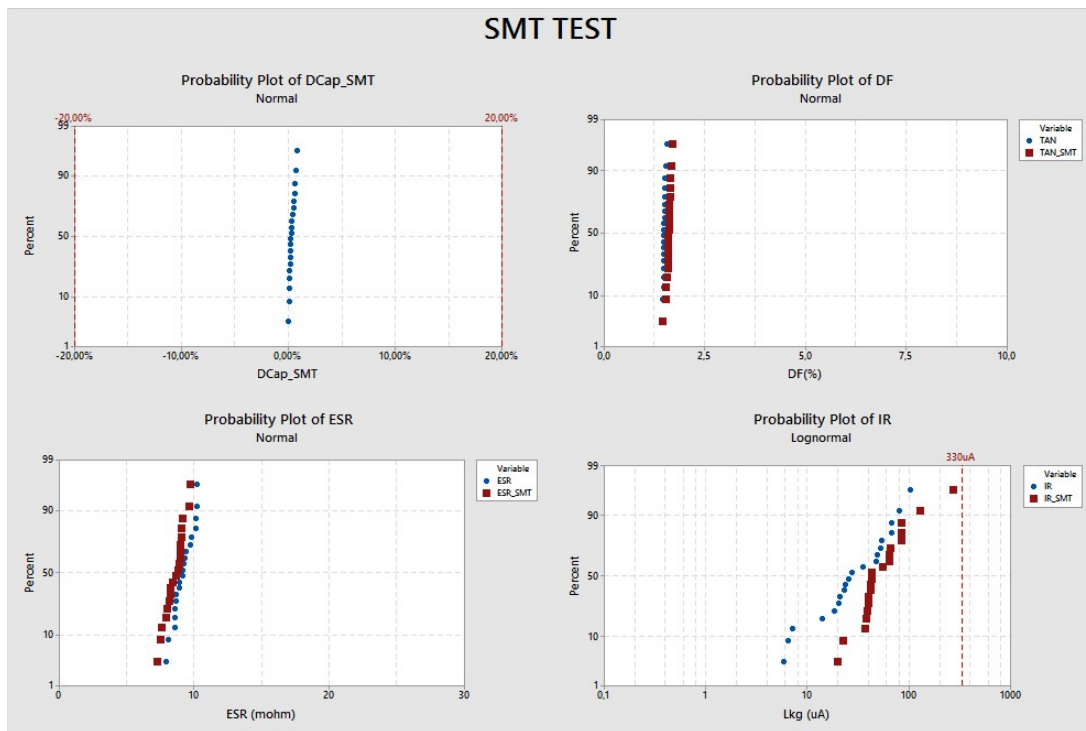 SMT TEST
Probability Plot of DCap_SMT
Normal
-20,00%
20,00%
99
90
50
10
1
Percent
-20,00%
-10,00%
0,00%
10,00%
20,00%
DCap_SMT
Probability Plot of DF
Normal
Variable
TAN
TAN_SMT
99
90
50
10
1
Percent
0,0
2,5
5,0
7,5
10,0
DF(%)
Probability Plot of ESR
Normal
Variable
ESR
ESR_SMT
99
90
50
10
1
Percent
0
10
20
30
ESR (mohm)
Probability Plot of IR
Lognormal
330uA
Variable
IR
IR_SMT
99
90
50
10
1
Percent
0,1
1
10
100
1000
Lkg (uA)